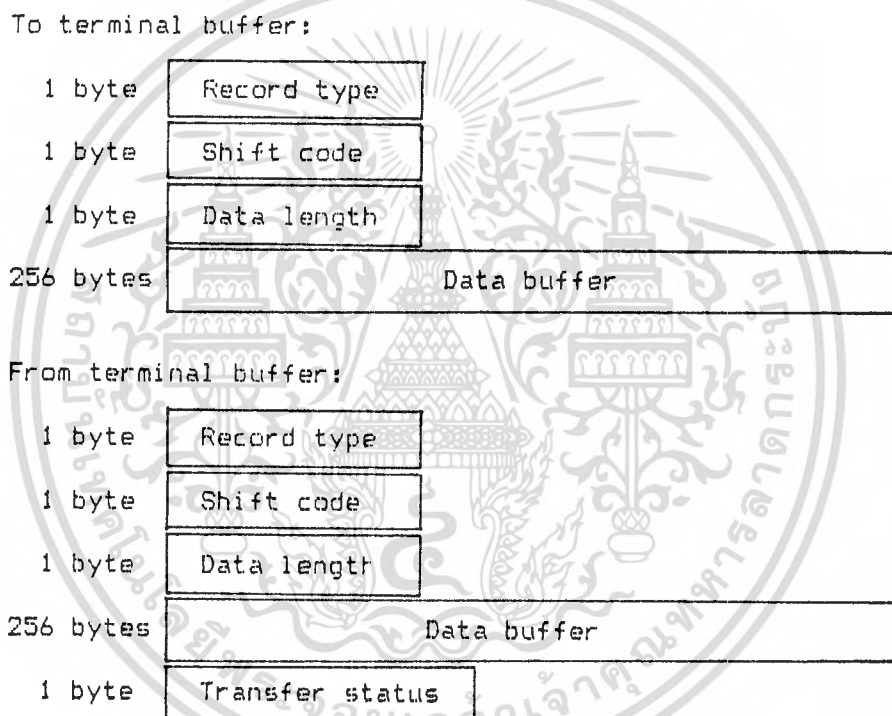 To terminal buffer:
1 byte Record type
1 byte Shift code
1 byte Data length
256 bytes Data buffer
From terminal buffer:
1 byte Record type
1 byte Shift code
1 byte Data length
256 bytes Data buffer
1 byte Transfer status